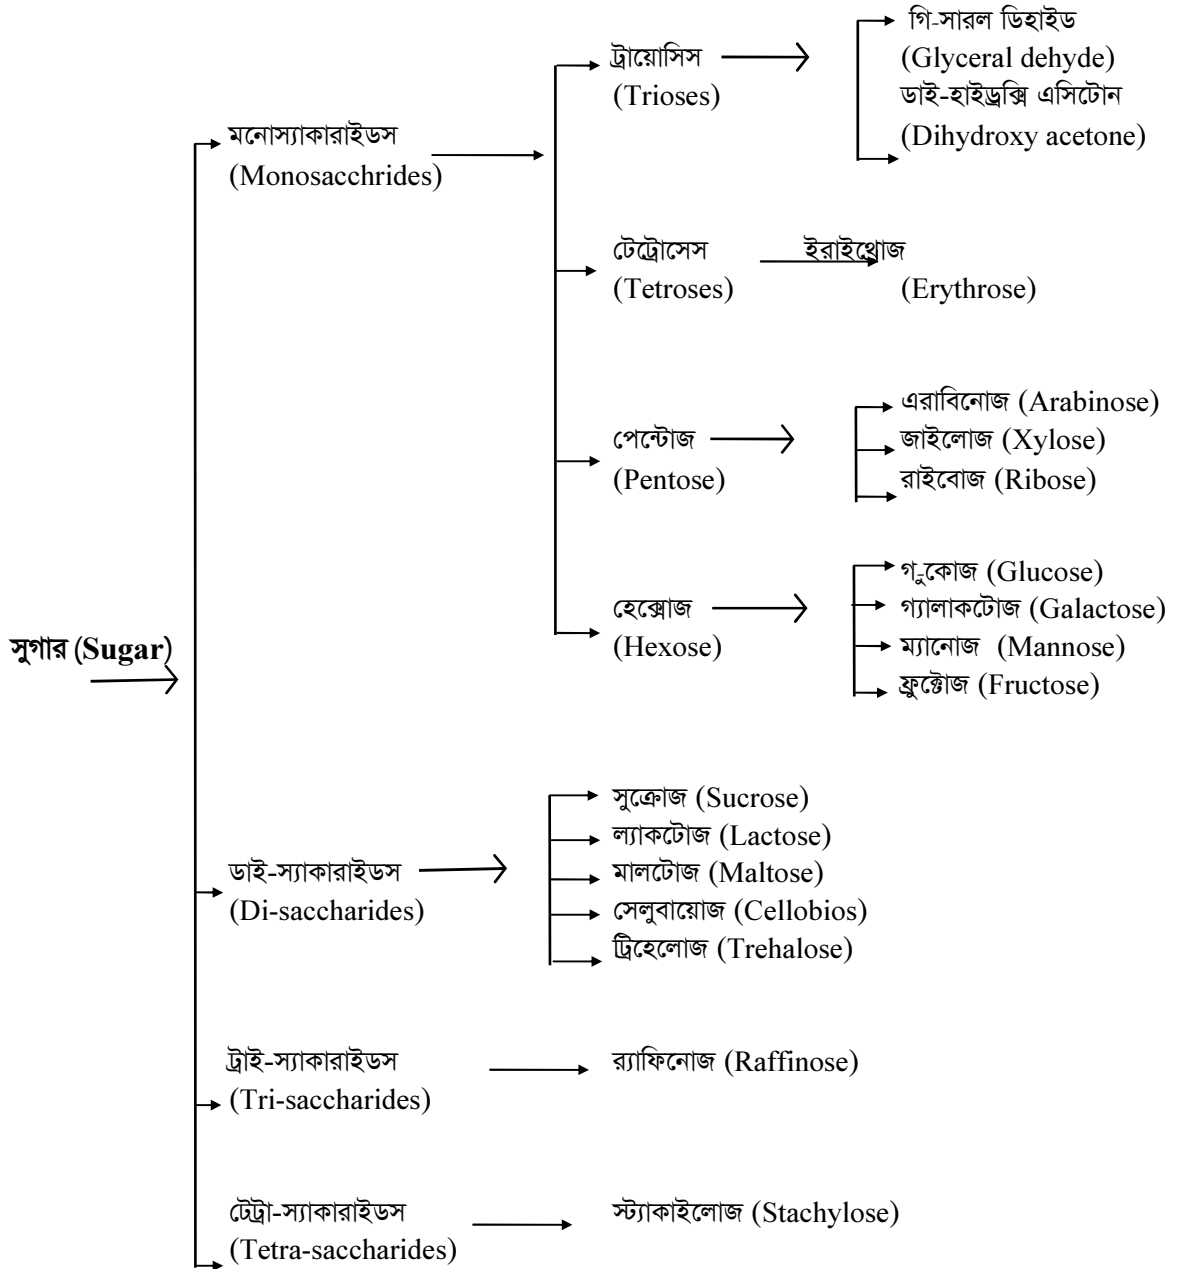 গি-সারল ডিহাইড
ট্রায়োসিস
(Glyceral dehyde)
(Trioses)
ডাই-হাইড্রক্সি এসিটোন
(Dihydroxy acetone)
মনোস্যাকারাইডস
(Monosacchrides)
টেট্রোসেস ইরাইথ্রোজ
(Tetroses) (Erythrose)
এরাবিনোজ (Arabinose)
পেন্টোজ
জাইলোজ (Xylose)
(Pentose)
রাইবোজ (Ribose)
গ-ুকোজ (Glucose)
হেক্সোজ
গ্যালাকটোজ (Galactose)
(Hexose)
ম্যানোজ (Mannose)
ফ্রুক্টোজ (Fructose)
সুগার (Sugar)
সুক্রোজ (Sucrose)
ল্যাকটোজ (Lactose)
ডাই-স্যাকারাইডস
মালটোজ (Maltose)
(Di-saccharides)
সেলুবায়োজ (Cellobios)
ট্রিহেলোজ (Trehalose)
ট্রাই-স্যাকারাইডস র‍্যাফিনোজ (Raffinose)
(Tri-saccharides)
টেট্রা-স্যাকারাইডস স্ট্যাকাইলোজ (Stachylose)
(Tetra-saccharides)